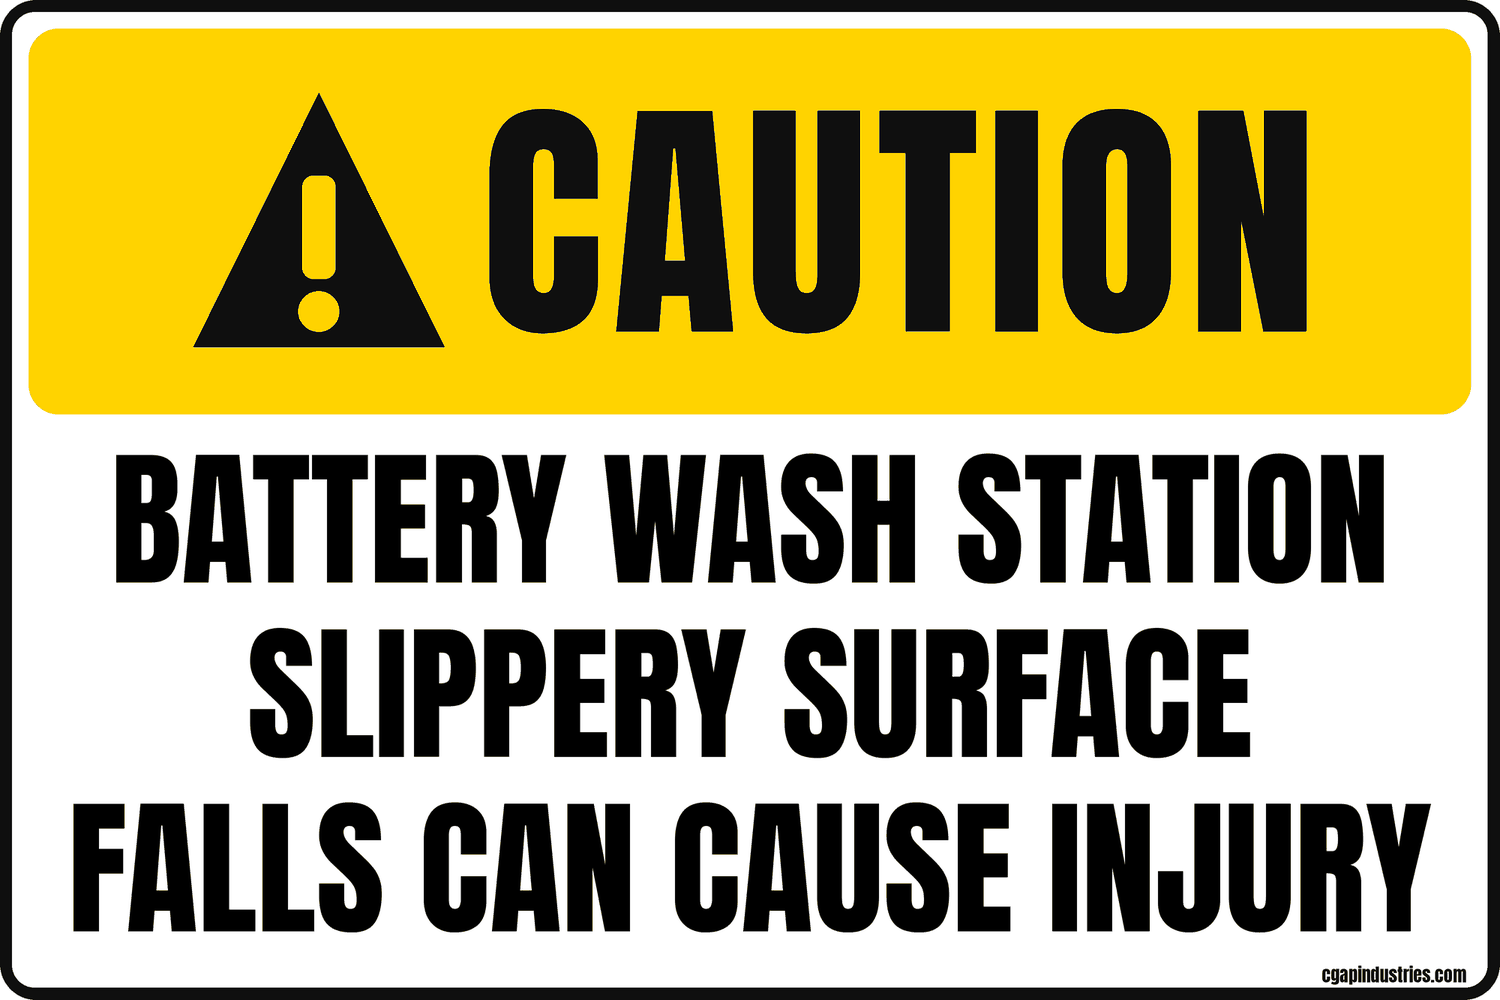 CAUTION
BATTERY WASH STATION
SLIPPERY SURFACE
FALLS CAN CAUSE INJURY
cgapindustries.com